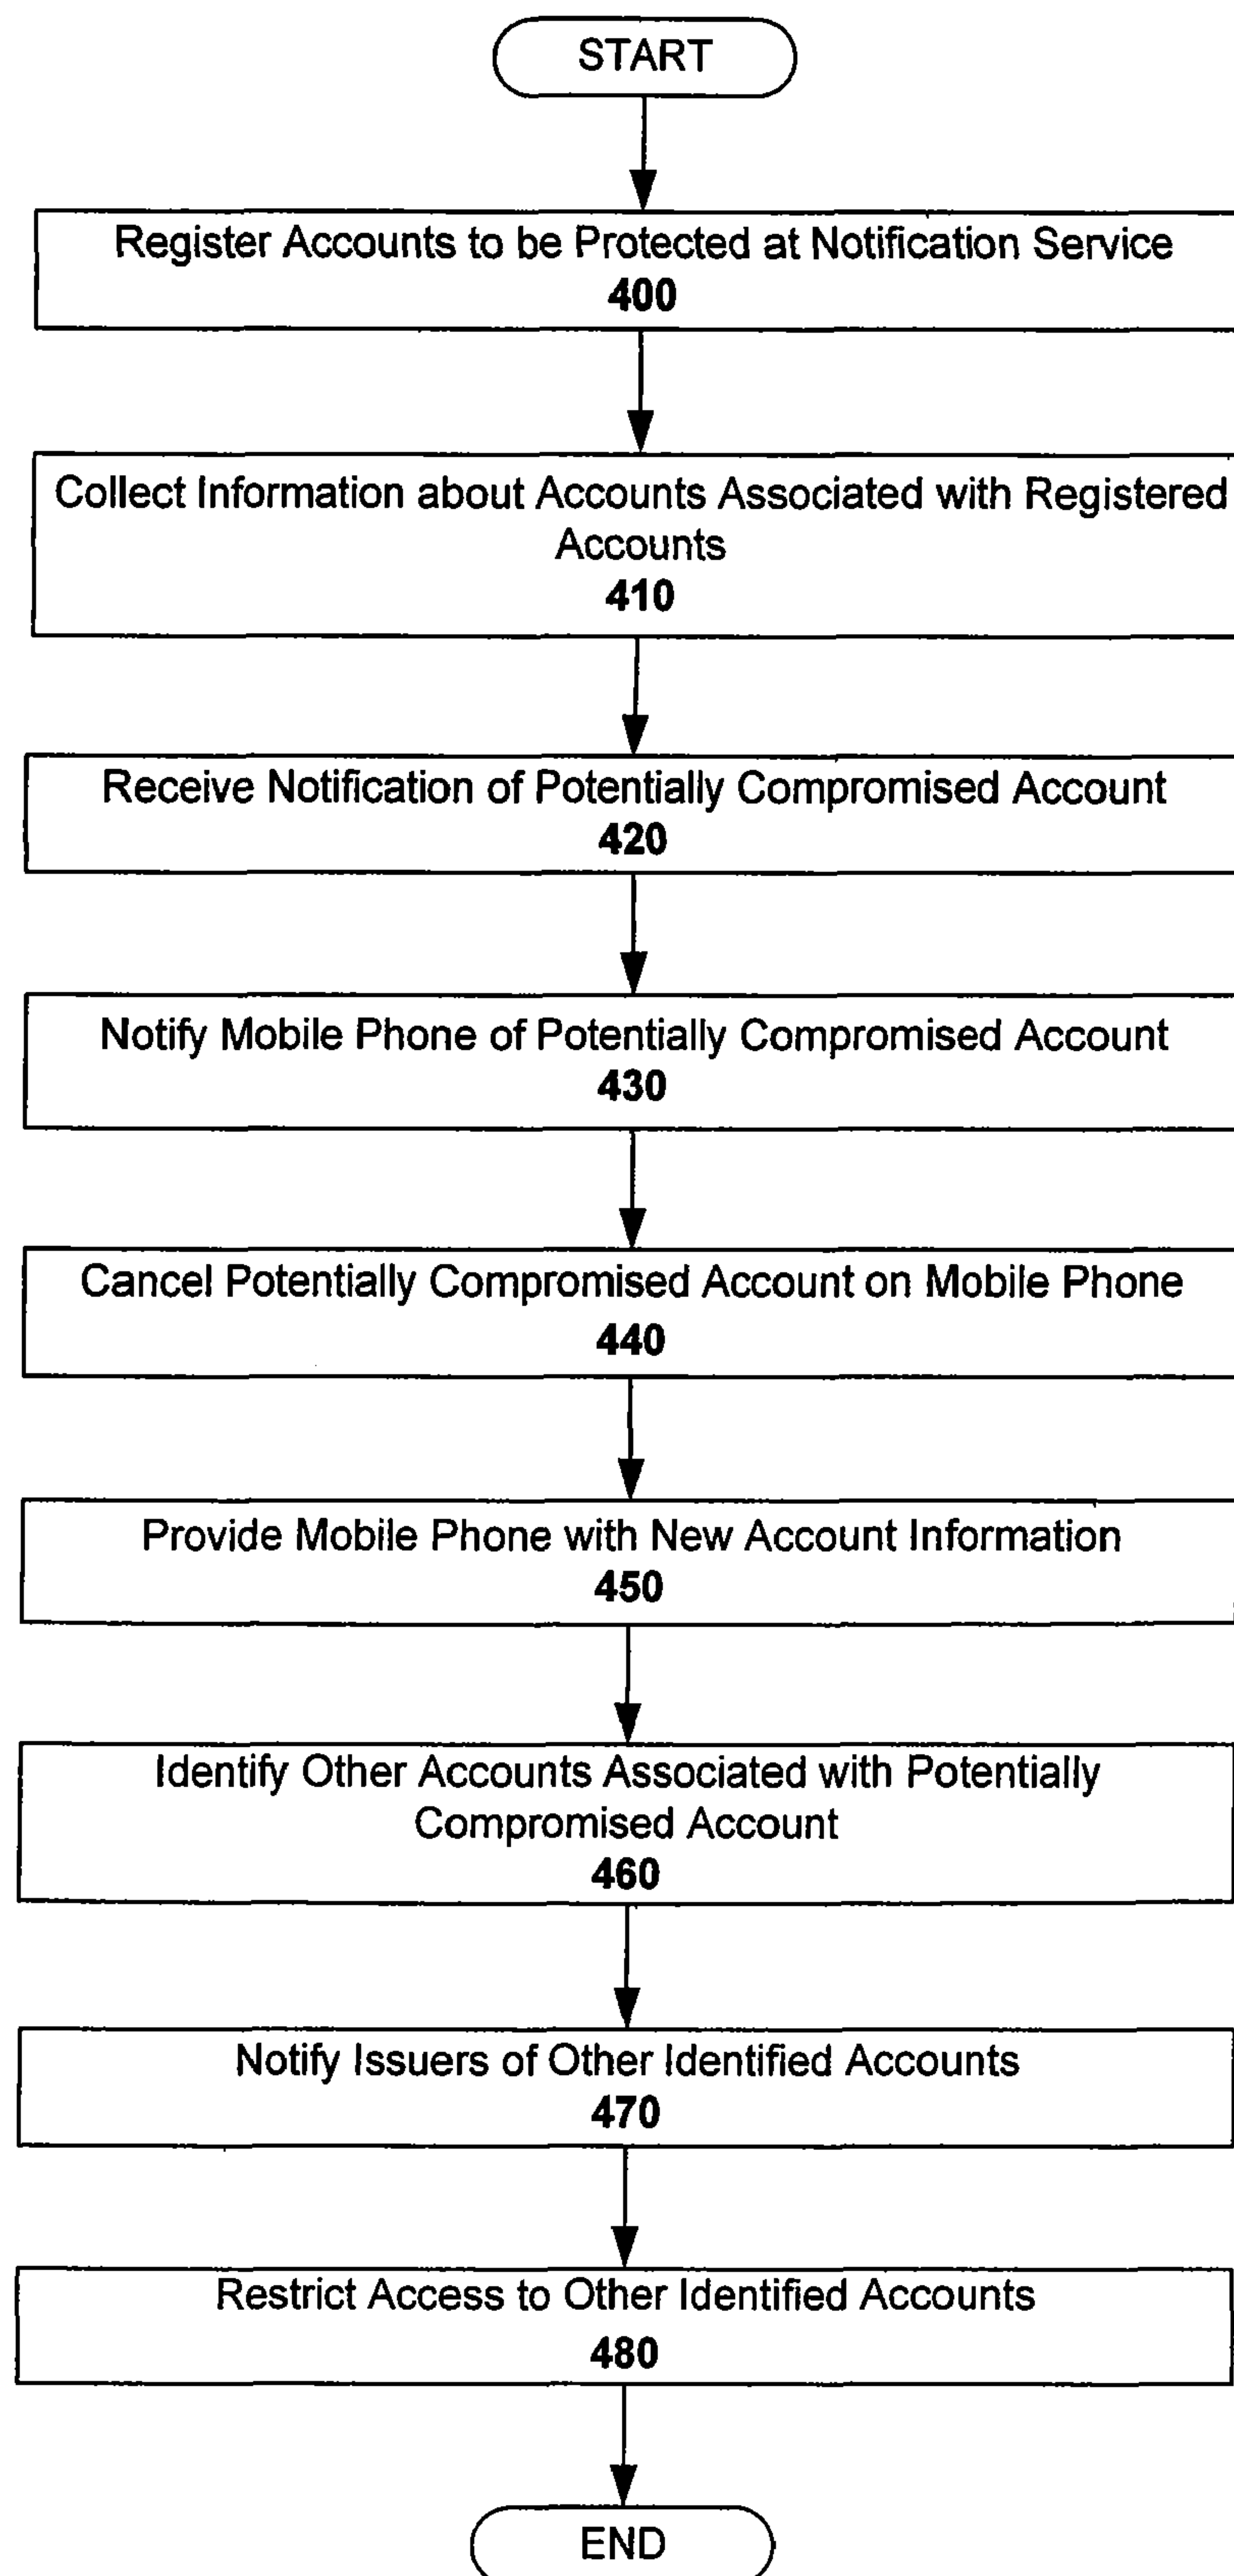 START
Register Accounts to be Protected at Notification Service
400
Collect Information about Accounts Associated with Registered
Accounts
410
Receive Notification of Potentially Compromised Account
420
Notify Mobile Phone of Potentially Compromised Account
430
Cancel Potentially Compromised Account on Mobile Phone
440
Provide Mobile Phone with New Account Information
450
Identify Other Accounts Associated with Potentially
Compromised Account
460
Notify Issuers of Other Identified Accounts
470
Restrict Access to Other Identified Accounts
480
END